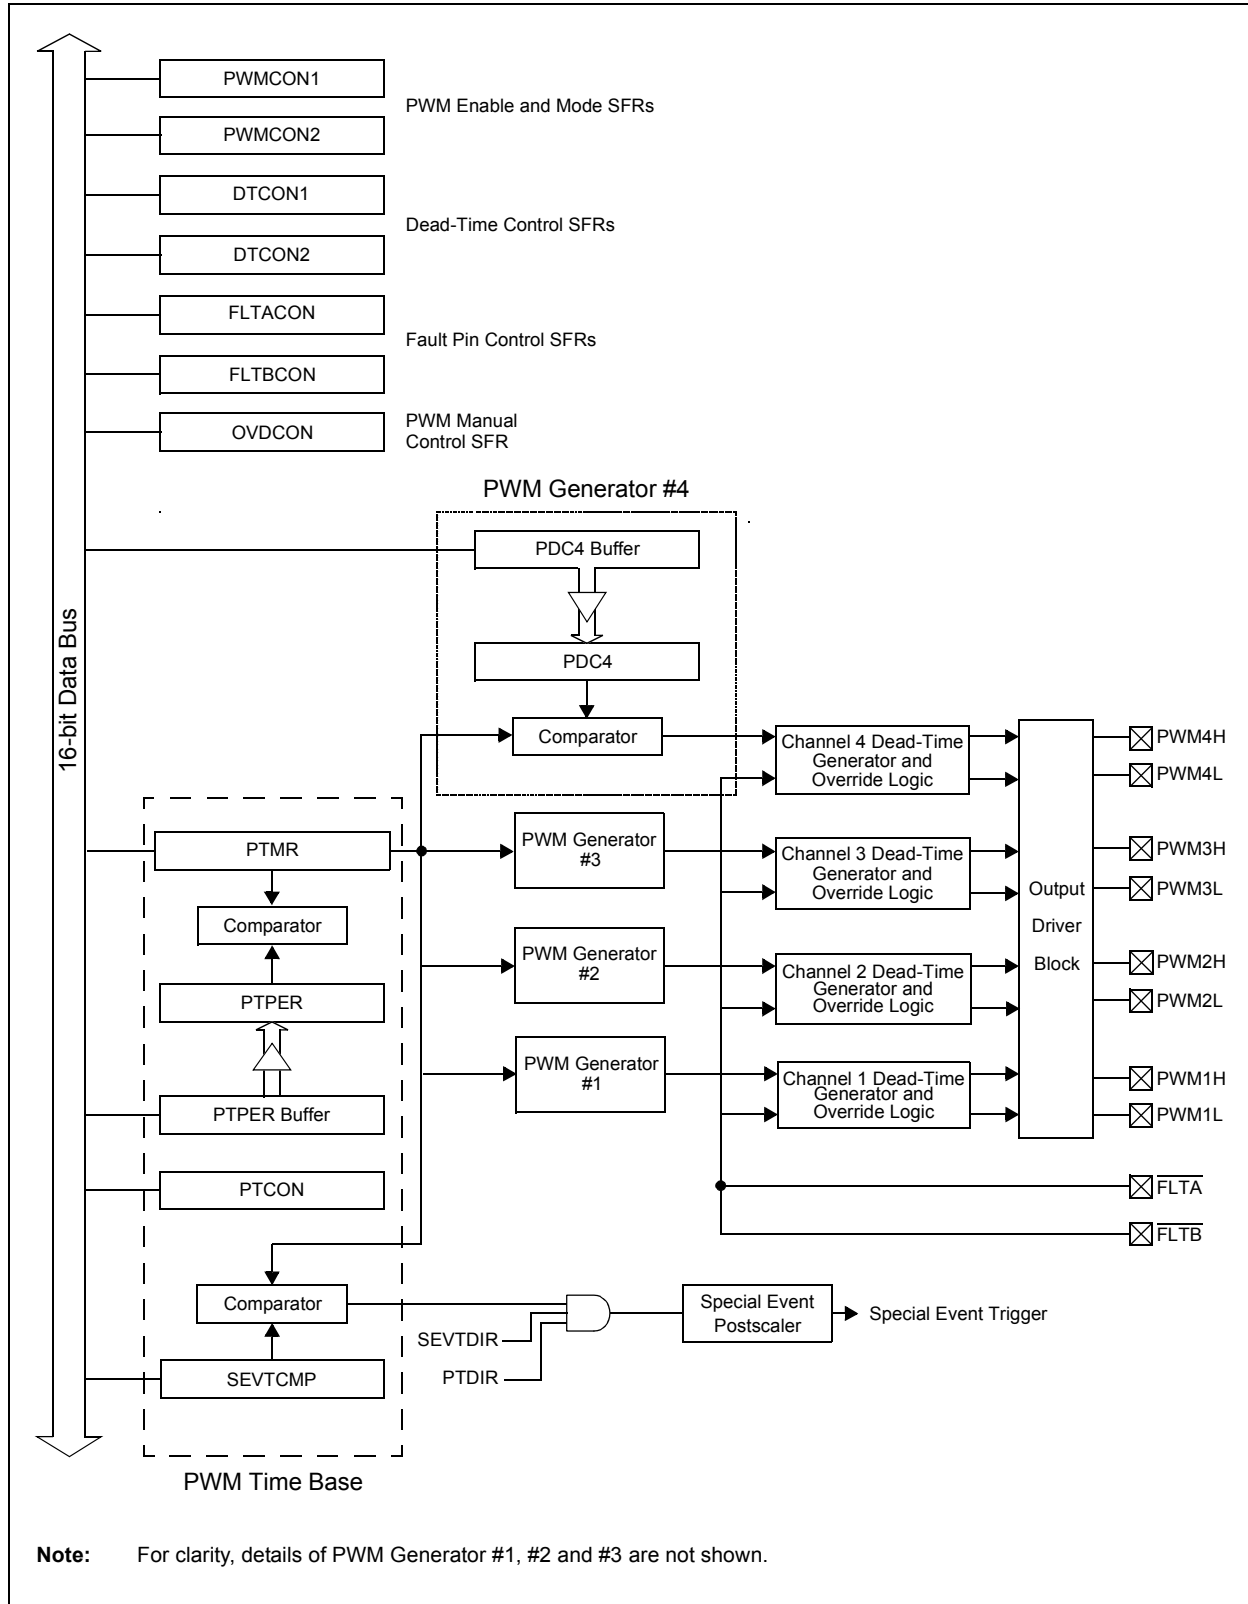 PWMCON1
PWM Enable and Mode SFRs
PWMCON2
DTCON1
Dead-Time Control SFRs
DTCON2
FLTACON
Fault Pin Control SFRs
FLTBCON
OVDCON
PWM Manual
Control SFR
PWM Generator #4
PDC4 Buffer
PDC4
Comparator
16-bit Data Bus
Channel 4 Dead-Time
Generator and
Override Logic
PWM4H
PWM4L
PTMR
Comparator
PTPER
PTPER Buffer
PTCON
Comparator
SEVTCMP
PWM Time Base
PWM Generator
#3
Channel 3 Dead-Time
Generator and
Override Logic
PWM3H
PWM3L
Output
Driver
Block
PWM Generator
#2
Channel 2 Dead-Time
Generator and
Override Logic
PWM2H
PWM2L
PWM Generator
#1
Channel 1 Dead-Time
Generator and
Override Logic
PWM1H
PWM1L
FLTA
FLTB
SEVTDIR
PTDIR
Special Event
Postscaler
Special Event Trigger
Note: For clarity, details of PWM Generator #1, #2 and #3 are not shown.